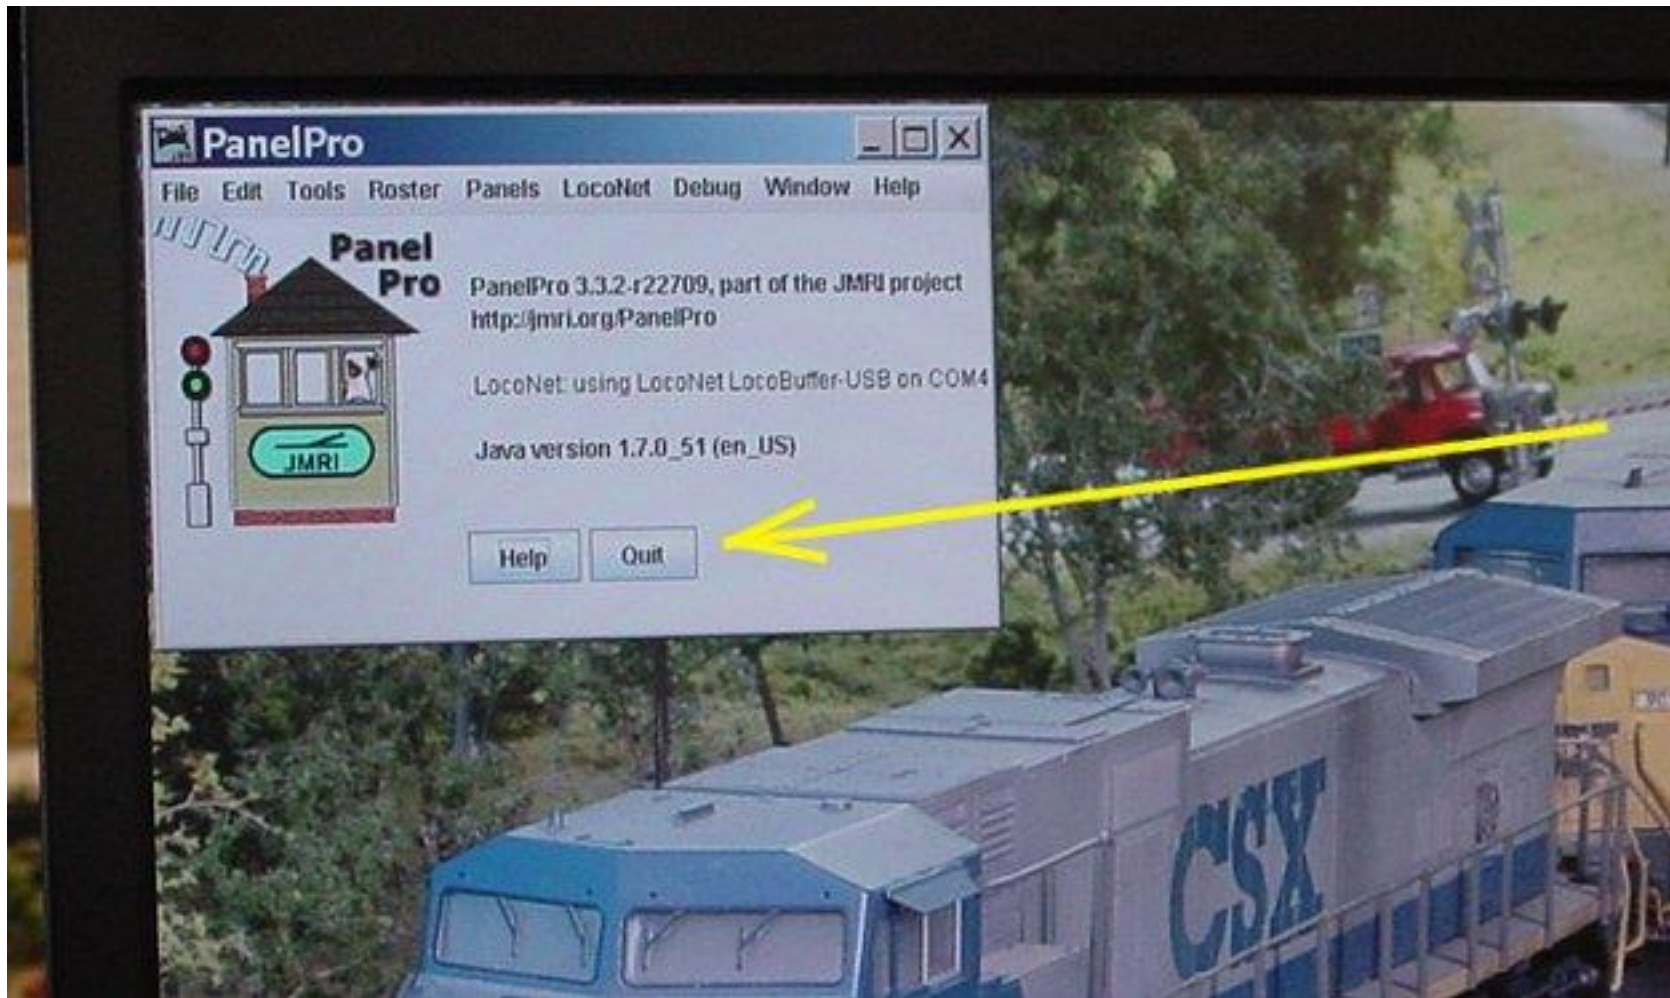 PanelPro
File Edit Tools Roster Panels LocoNet Debug Window Help
Panel
Pro
PanelPro 3.3.2-r22709, part of the JMRI project
http://jmri.org/PanelPro
LocoNet: using LocoNet LocoBuffer-USB on COM4
Java version 1.7.0_51 (en_US)
JMRI
Help Quit
CSX